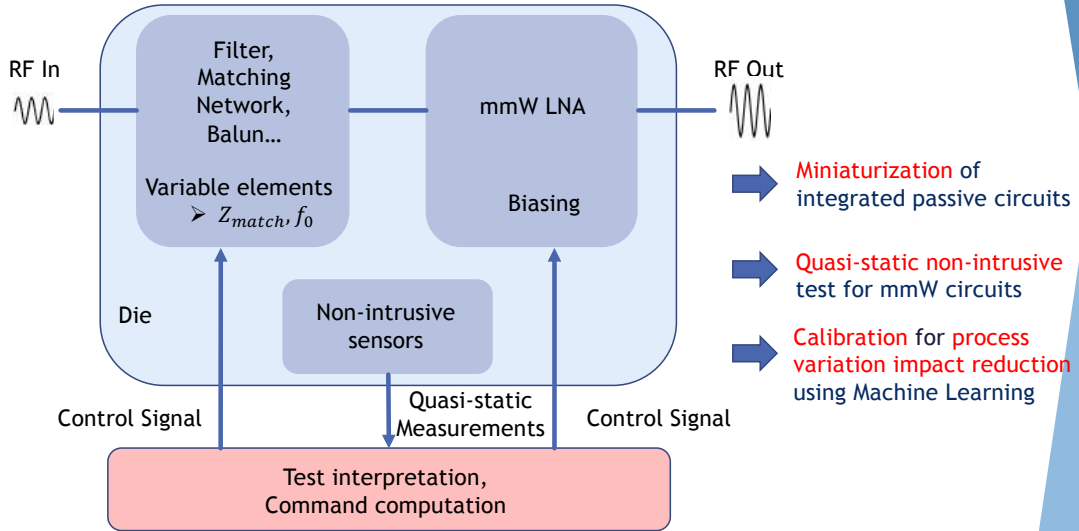 RF In
Filter,
Matching
Network,
Balun…
Variable elements
➢ Z_match, f_0
mmW LNA
Biasing
RF Out
Die
Non-intrusive
sensors
Control Signal
Quasi-static
Measurements
Control Signal
Test interpretation,
Command computation
Miniaturization of
integrated passive circuits
Quasi-static non-intrusive
test for mmW circuits
Calibration for process
variation impact reduction
using Machine Learning